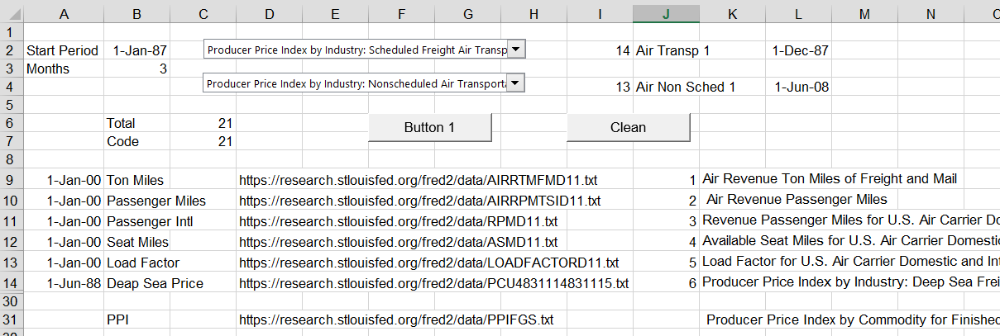 A B C D E F G H I J K L M N
1
2 Start Period 1-Jan-87 Producer Price Index by Industry: Scheduled Freight Air Transp 14 Air Transp 1 1-Dec-87
3 Months 3
4 Producer Price Index by Industry: Nonscheduled Air Transporta 13 Air Non Sched 1 1-Jun-08
5
6 Total 21 Button 1 Clean
7 Code 21
8
9 1-Jan-00 Ton Miles https://research.stlouisfed.org/fred2/data/AIRRTMFMD11.txt 1 Air Revenue Ton Miles of Freight and Mail
10 1-Jan-00 Passenger Miles https://research.stlouisfed.org/fred2/data/AIRRPMTSID11.txt 2 Air Revenue Passenger Miles
11 1-Jan-00 Passenger Intl https://research.stlouisfed.org/fred2/data/RPMD11.txt 3 Revenue Passenger Miles for U.S. Air Carrier Do
12 1-Jan-00 Seat Miles https://research.stlouisfed.org/fred2/data/ASMD11.txt 4 Available Seat Miles for U.S. Air Carrier Domestic
13 1-Jan-00 Load Factor https://research.stlouisfed.org/fred2/data/LOADFACTORD11.txt 5 Load Factor for U.S. Air Carrier Domestic and Int
14 1-Jun-88 Deap Sea Price https://research.stlouisfed.org/fred2/data/PCU4831114831115.txt 6 Producer Price Index by Industry: Deep Sea Frei
30
31 PPI https://research.stlouisfed.org/fred2/data/PPIFGS.txt Producer Price Index by Commodity for Finished